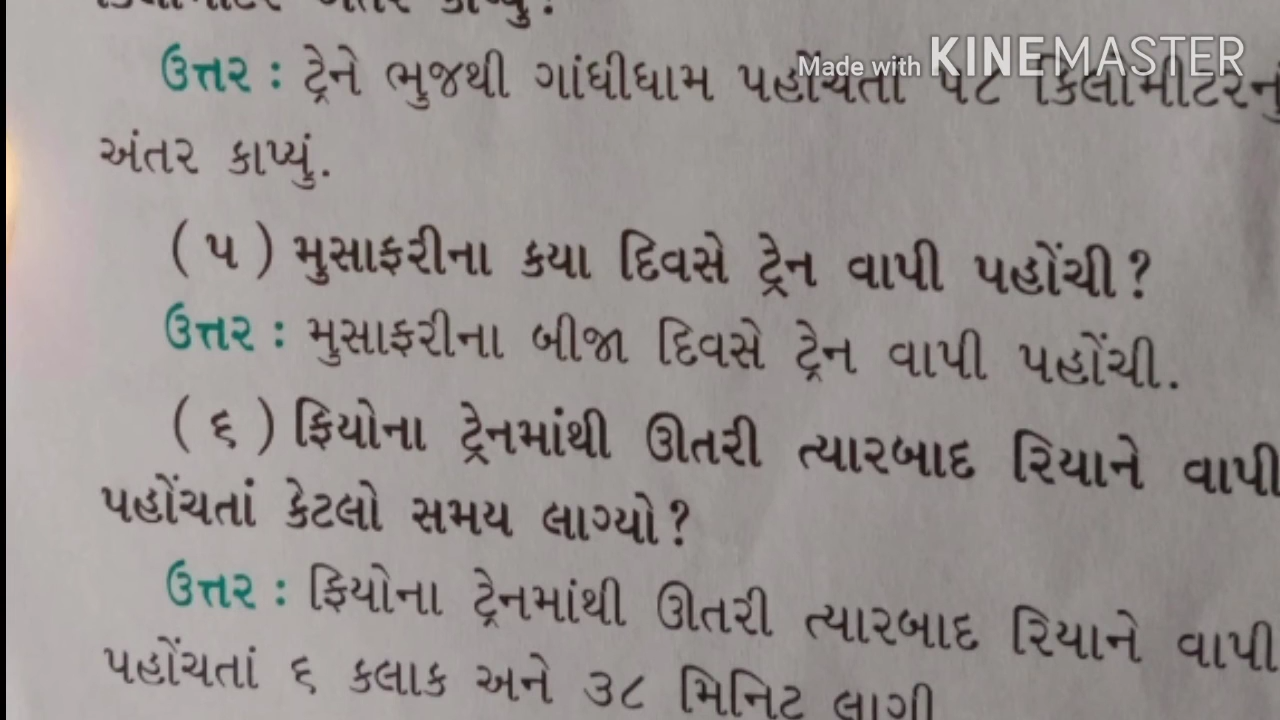 ઉત્તર : ટ્રેને ભુજથી ગાંધીધામ પહોંચતાં ૫૮ કિલોમીટરનું
Made with KINEMASTER
અંતર કાપ્યું.
( ૫ ) મુસાફરીના કયા દિવસે ટ્રેન વાપી પહોંચી ?
ઉત્તર : મુસાફરીના બીજા દિવસે ટ્રેન વાપી પહોંચી.
( ૬ ) ફિયોના ટ્રેનમાંથી ઊતરી ત્યારબાદ રિયાને વાપી
પહોંચતાં કેટલો સમય લાગ્યો ?
ઉત્તર : ફિયોના ટ્રેનમાંથી ઊતરી ત્યારબાદ રિયાને વાપી
પહોંચતાં ૬ કલાક અને ૩૮ મિનિટ લાગી